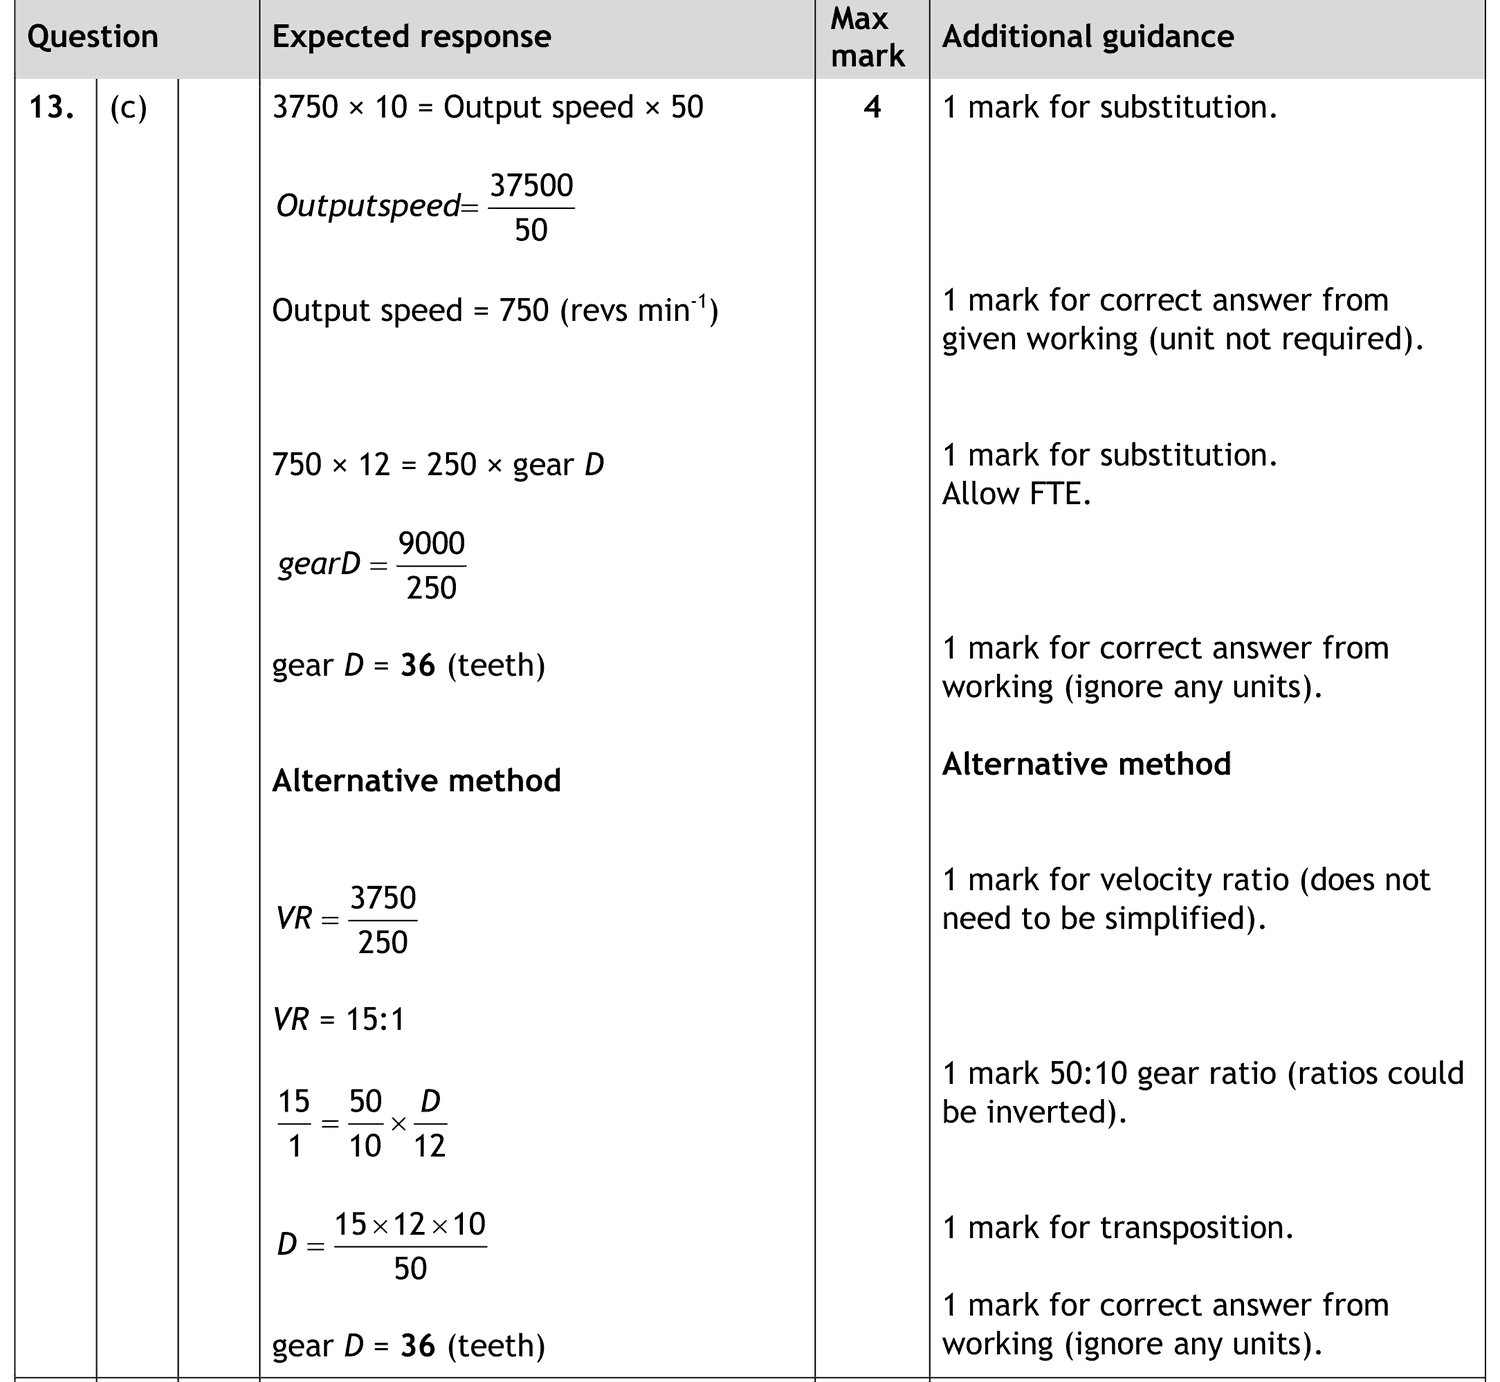 Question Expected response Max mark Additional guidance
13. (c) 3750 × 10 = Output speed × 50 4 1 mark for substitution.
Outputspeed= 37500/50
Output speed = 750 (revs min⁻¹) 1 mark for correct answer from
given working (unit not required).
750 × 12 = 250 × gear D 1 mark for substitution.
Allow FTE.
gearD = 9000/250
gear D = 36 (teeth) 1 mark for correct answer from
working (ignore any units).
Alternative method Alternative method
VR = 3750/250 1 mark for velocity ratio (does not
need to be simplified).
VR = 15:1
15/1 = 50/10 × D/12 1 mark 50:10 gear ratio (ratios could
be inverted).
D = 15×12×10/50 1 mark for transposition.
gear D = 36 (teeth) 1 mark for correct answer from
working (ignore any units).